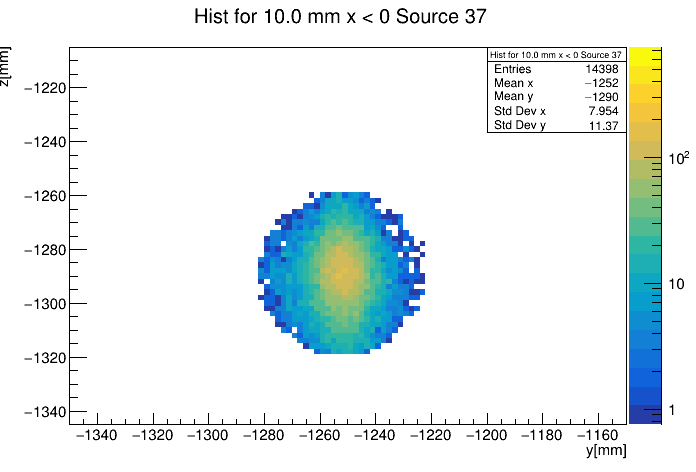 Hist for 10.0 mm x < 0 Source 37
z[mm]
Hist for 10.0 mm x < 0 Source 37
Entries 14398
Mean x −1252
Mean y −1290
Std Dev x 7.954
Std Dev y 11.37
−1220
−1240
−1260
−1280
−1300
−1320
−1340
10²
10
1
−1340 −1320 −1300 −1280 −1260 −1240 −1220 −1200 −1180 −1160
y[mm]